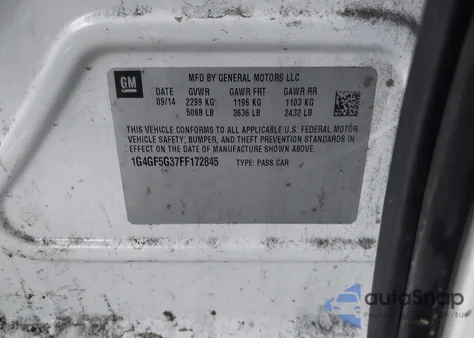 GM
MFD BY GENERAL MOTORS LLC
DATE GVWR GAWR FRT GAWR RR
09/14 2299 KG 1196 KG 1103 KG
5068 LB 2636 LB 2432 LB
THIS VEHICLE CONFORMS TO ALL APPLICABLE U.S. FEDERAL MOTOR
VEHICLE SAFETY, BUMPER, AND THEFT PREVENTION STANDARDS
IN EFFECT ON THE DATE OF MANUFACTURE SHOWN ABOVE.
1G4GF5G37FF172845 TYPE: PASS CAR
autoSnap